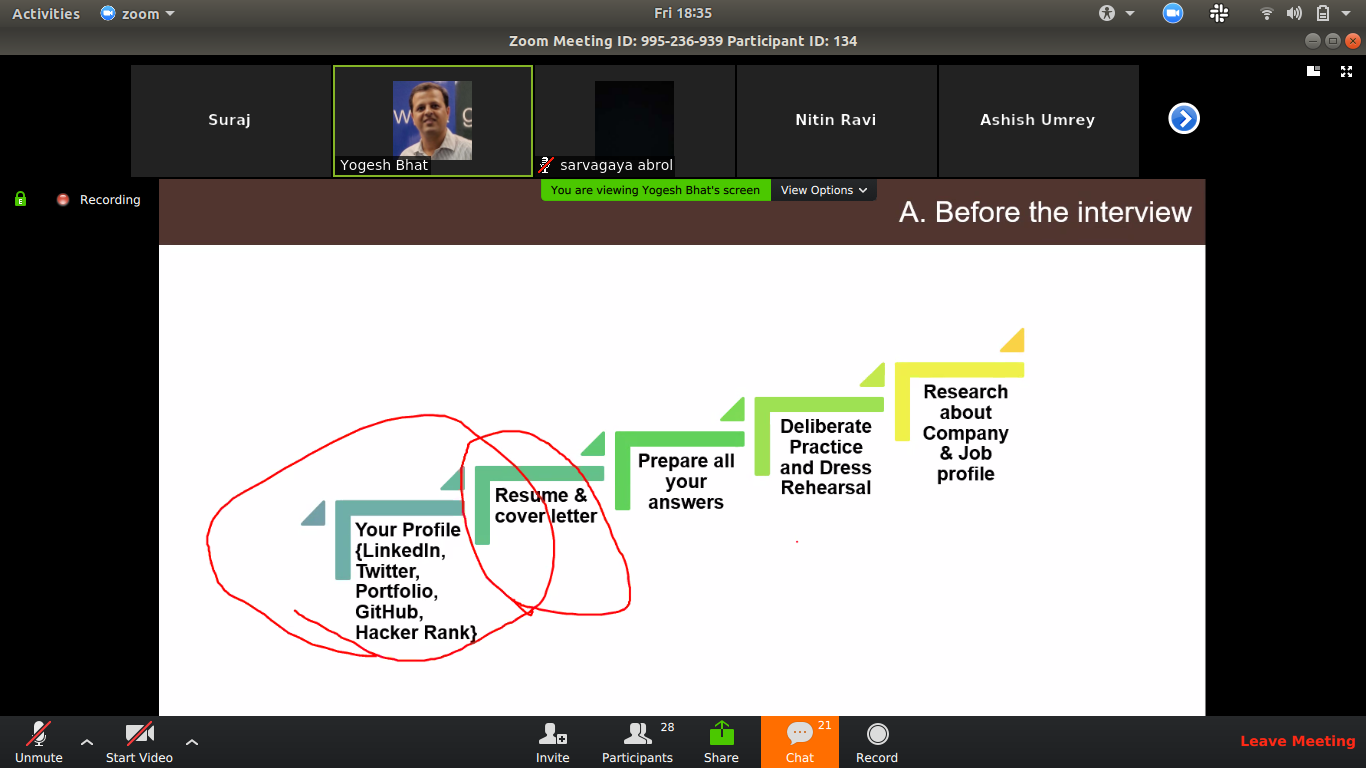 Activities
zoom
Fri 18:35
Zoom Meeting ID: 995-236-939 Participant ID: 134
Suraj
w
g
Yogesh Bhat
sarvagaya abrol
Nitin Ravi
Ashish Umrey
E
Recording
You are viewing Yogesh Bhat's screen
View Options
A. Before the interview
Your Profile
{LinkedIn,
Twitter,
Portfolio,
GitHub,
Hacker Rank}
Resume &
cover letter
Prepare all
your
answers
Deliberate
Practice
and Dress
Rehearsal
Research
about
Company
& Job
profile
Unmute
Start Video
Invite
28
Participants
Share
21
Chat
Record
Leave Meeting